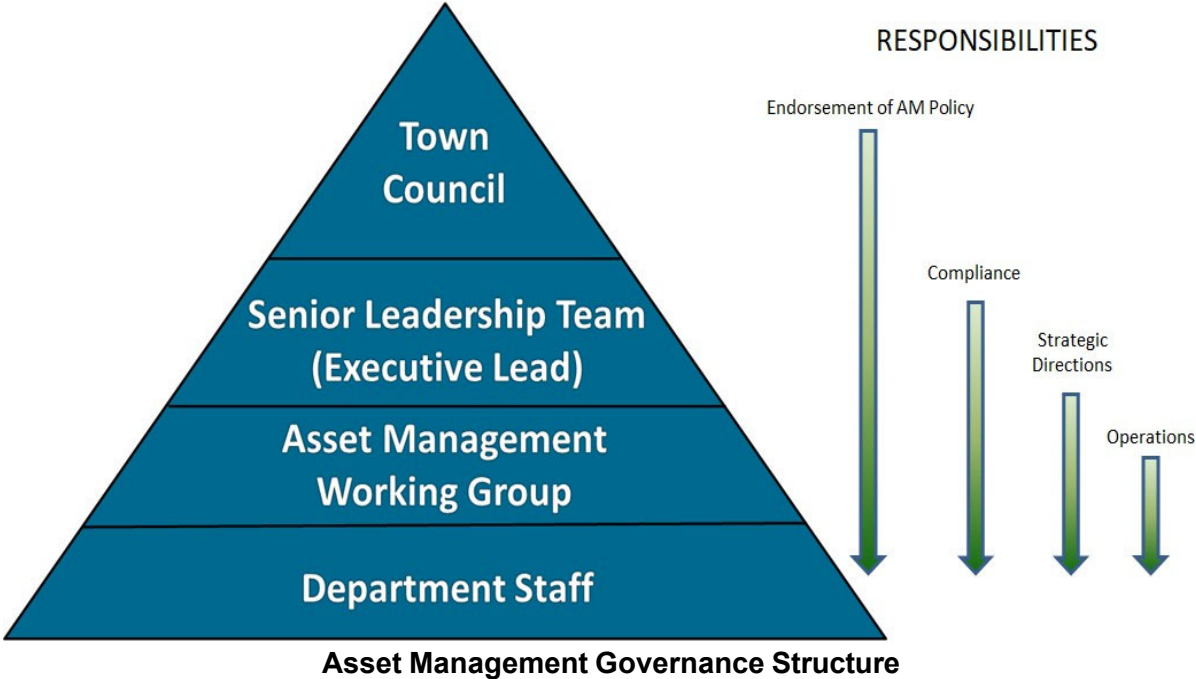 Town
Council
Senior Leadership Team
(Executive Lead)
Asset Management
Working Group
Department Staff
RESPONSIBILITIES
Endorsement of AM Policy
Compliance
Strategic
Directions
Operations
Asset Management Governance Structure